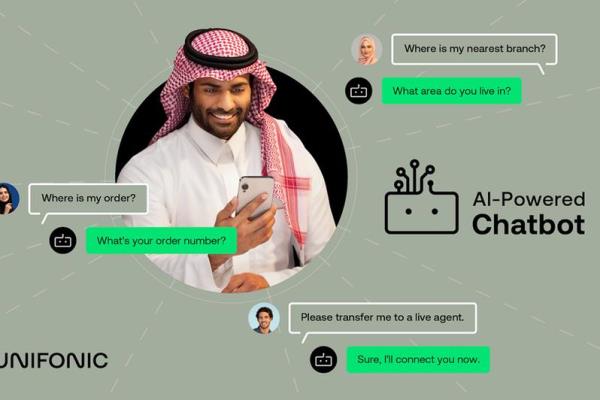 Where is my nearest branch?
What area do you live in?
Where is my order?
What's your order number?
AI-Powered
Chatbot
Please transfer me to a live agent.
Sure, I'll connect you now.
UNIFONIC